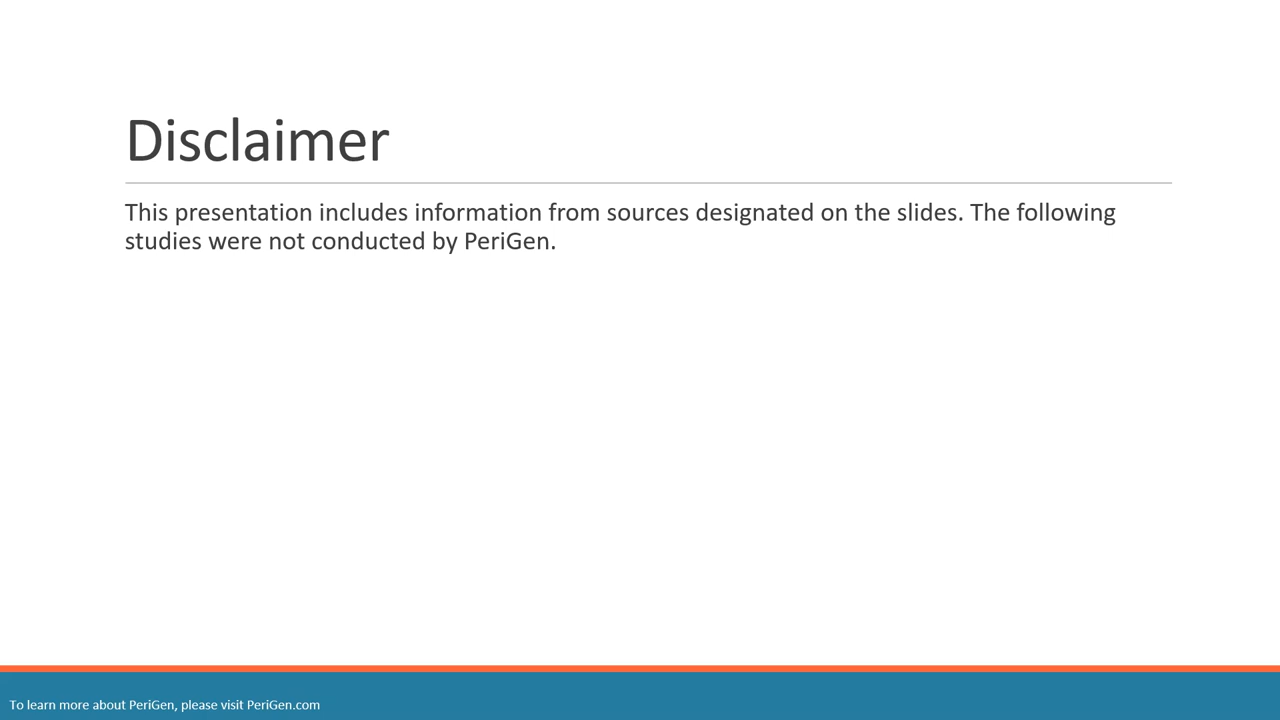 Disclaimer
This presentation includes information from sources designated on the slides. The following
studies were not conducted by PeriGen.
To learn more about PeriGen, please visit PeriGen.com